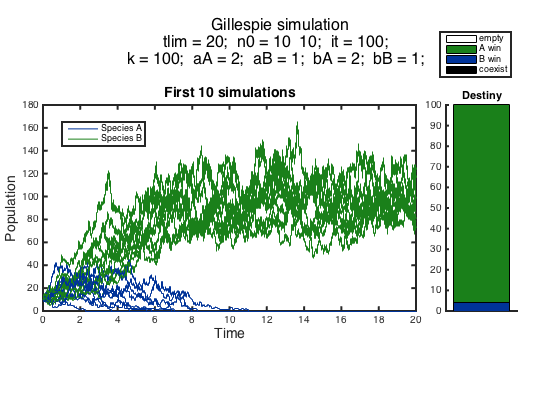 Gillespie simulation
tlim = 20; n0 = 10 10; it = 100;
k = 100; aA = 2; aB = 1; bA = 2; bB = 1;
empty
A win
B win
coexist
First 10 simulations
Destiny
Species A
Species B
Population
180
160
140
120
100
80
60
40
20
0
0 2 4 6 8 10 12 14 16 18 20
Time
100
90
80
70
60
50
40
30
20
10
0